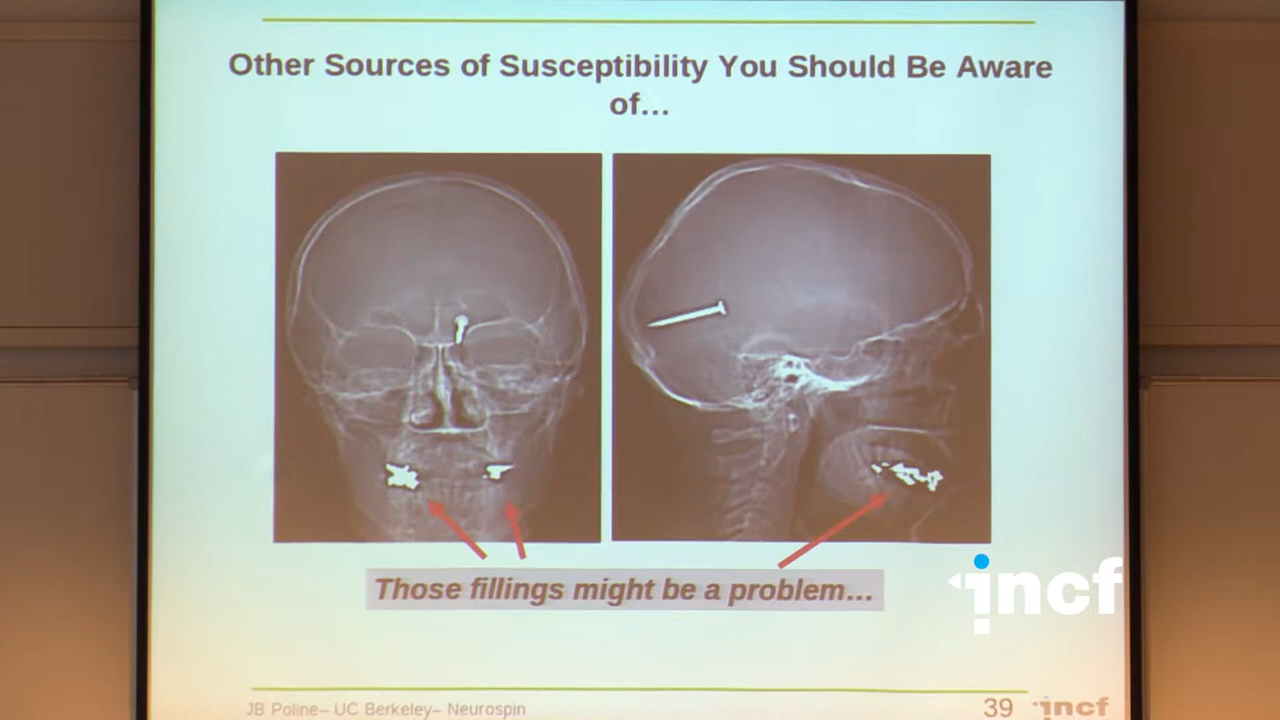 Other Sources of Susceptibility You Should Be Aware
of...
Those fillings might be a problem...
incf
JB Poline– UC Berkeley– Neurospin
39
incf